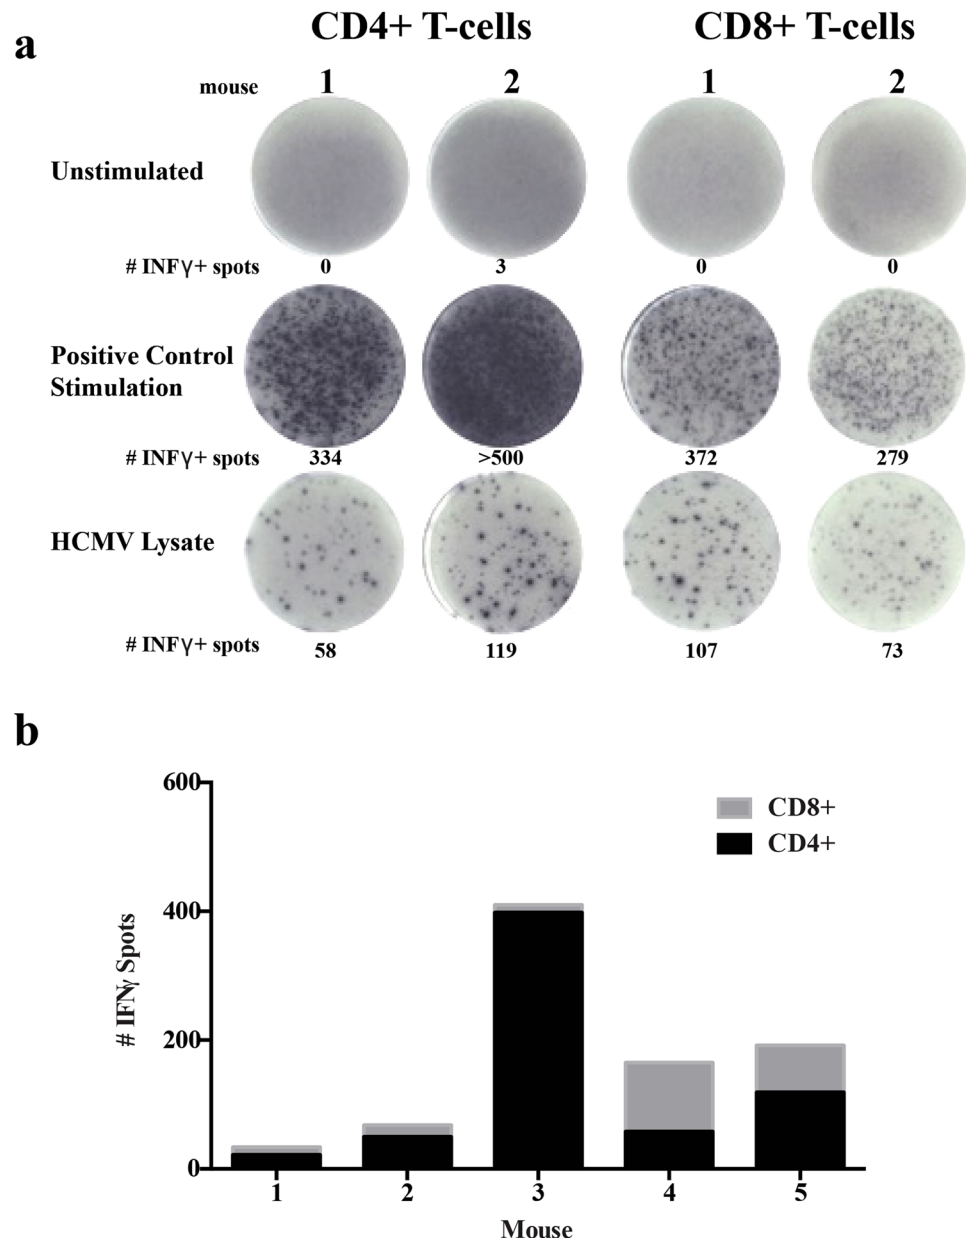 a
CD4+ T-cells CD8+ T-cells
mouse 1 2 1 2
Unstimulated
# INFγ+ spots 0 3 0 0
Positive Control
Stimulation
# INFγ+ spots 334 >500 372 279
HCMV Lysate
# INFγ+ spots 58 119 107 73
b
600
400
200
0
# IFNγ Spots
CD8+
CD4+
1 2 3 4 5
Mouse